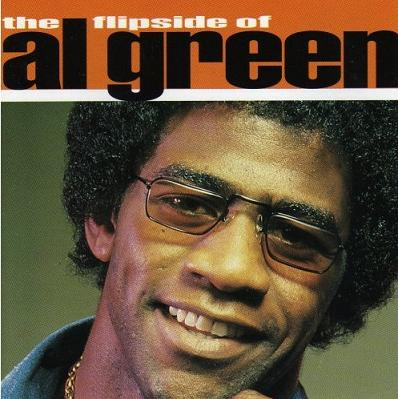 the flipside of
al green